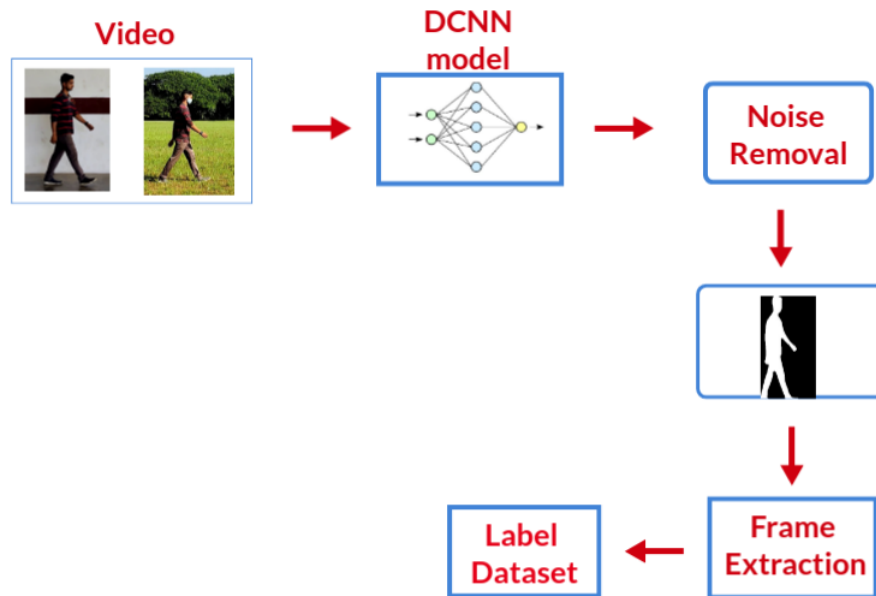 Video
DCNN
model
Noise
Removal
Frame
Extraction
Label
Dataset